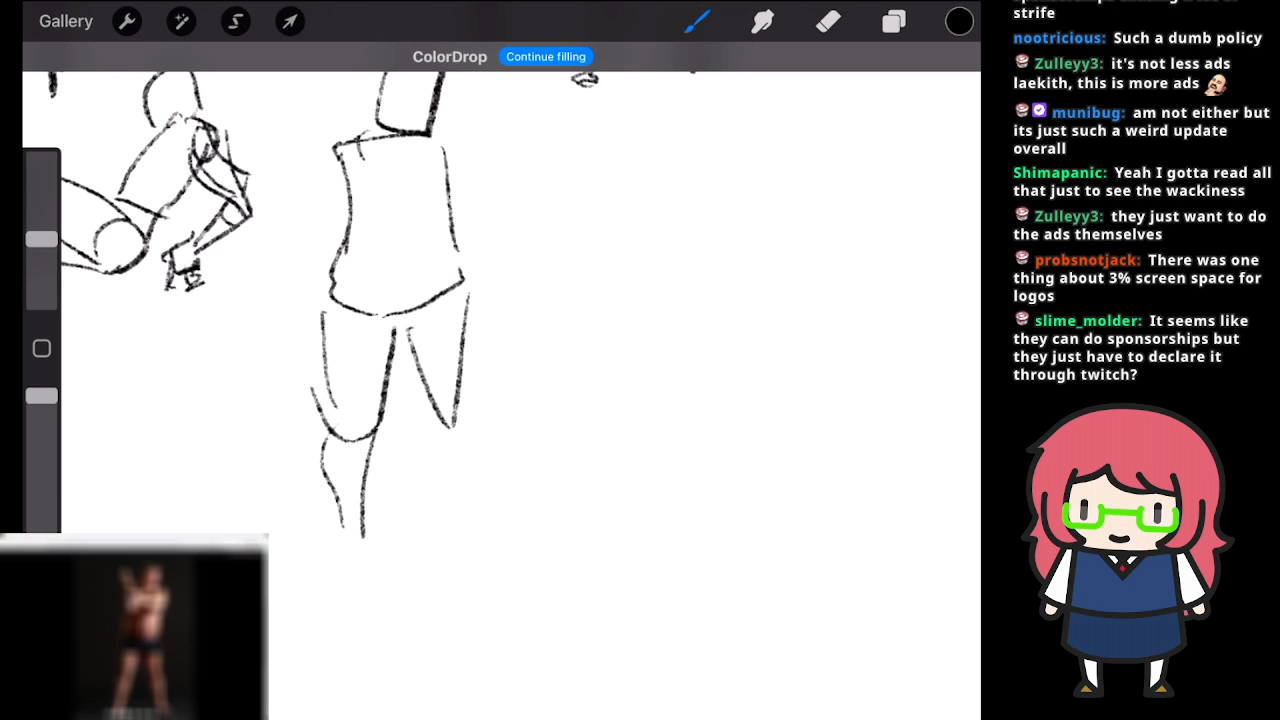 Gallery
ColorDrop Continue filling
strife
nootricious: Such a dumb policy
Zulleyy3: it's not less ads
laekith, this is more ads
munibug: am not either but
its just such a weird update
overall
Shimapanic: Yeah I gotta read all
that just to see the wackiness
Zulleyy3: they just want to do
the ads themselves
probsnotjack: There was one
thing about 3% screen space for
logos
slime_molder: It seems like
they can do sponsorships but
they just have to declare it
through twitch?